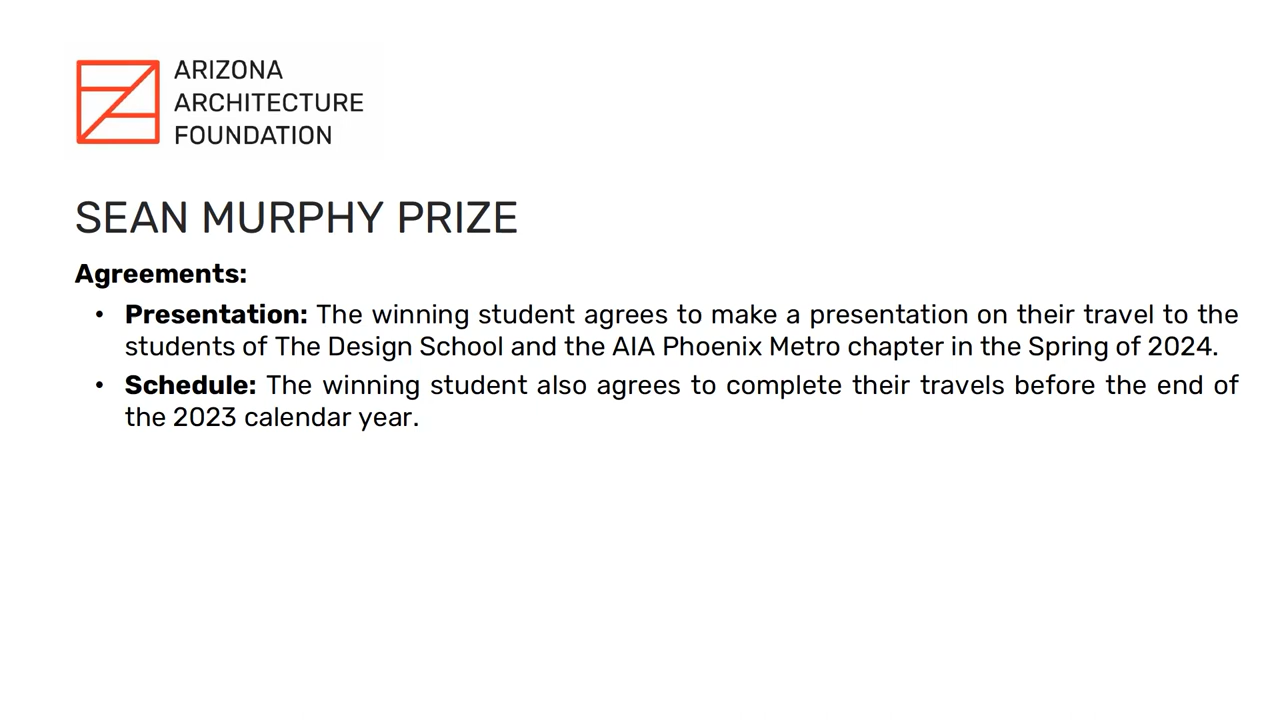 ARIZONA
ARCHITECTURE
FOUNDATION
SEAN MURPHY PRIZE
Agreements:
• Presentation: The winning student agrees to make a presentation on their travel to the
students of The Design School and the AIA Phoenix Metro chapter in the Spring of 2024.
• Schedule: The winning student also agrees to complete their travels before the end of
the 2023 calendar year.